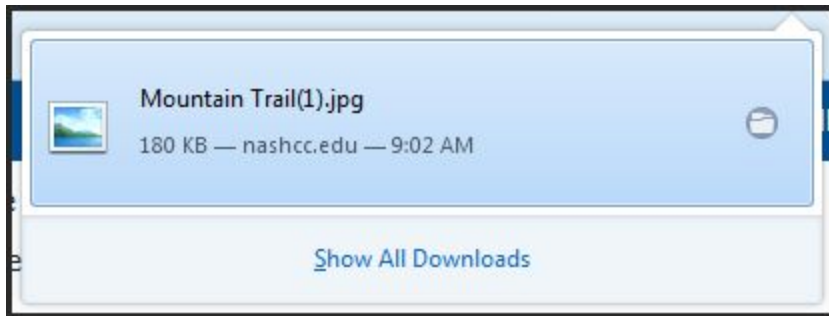 Mountain Trail(1).jpg
180 KB — nashcc.edu — 9:02 AM
Show All Downloads